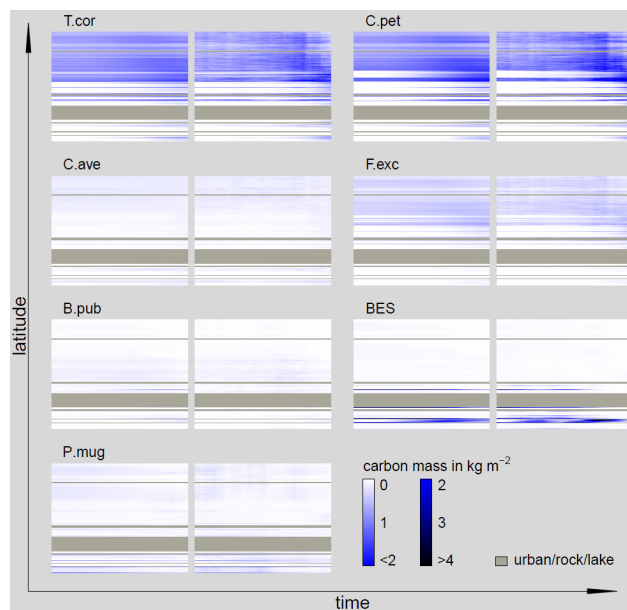 T.cor
C.pet
C.ave
F.exc
B.pub
BES
P.mug
latitude
carbon mass in kg m⁻²
0
2
1
3
<2
>4
urban/rock/lake
time